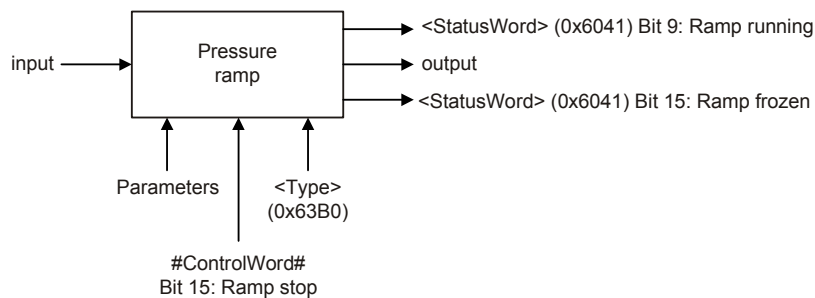 <StatusWord> (0x6041) Bit 9: Ramp running
Pressure
ramp
input
output
<StatusWord> (0x6041) Bit 15: Ramp frozen
Parameters
<Type>
(0x63B0)
#ControlWord#
Bit 15: Ramp stop